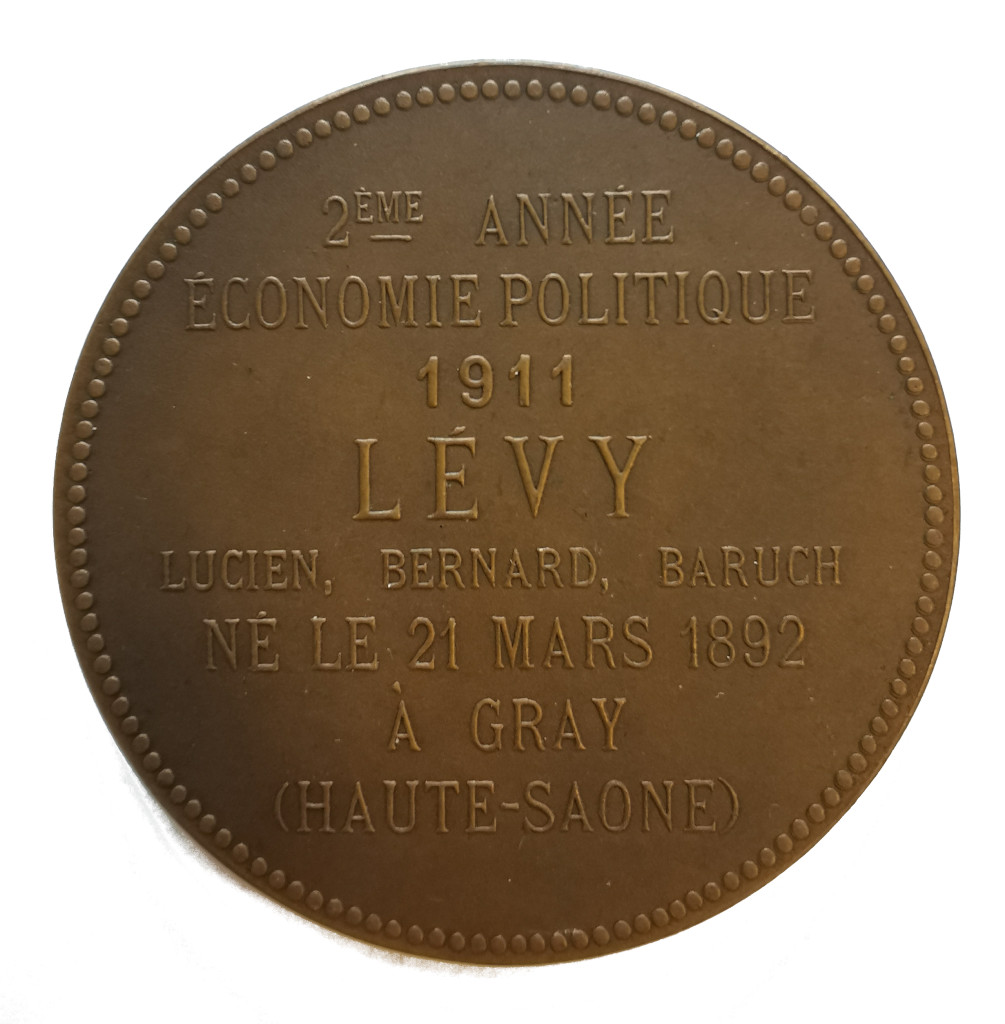 2ÈME ANNÉE
ÉCONOMIE POLITIQUE
1911
LÉVY
LUCIEN, BERNARD, BARUCH
NÉ LE 21 MARS 1892
À GRAY
(HAUTE-SAONE)